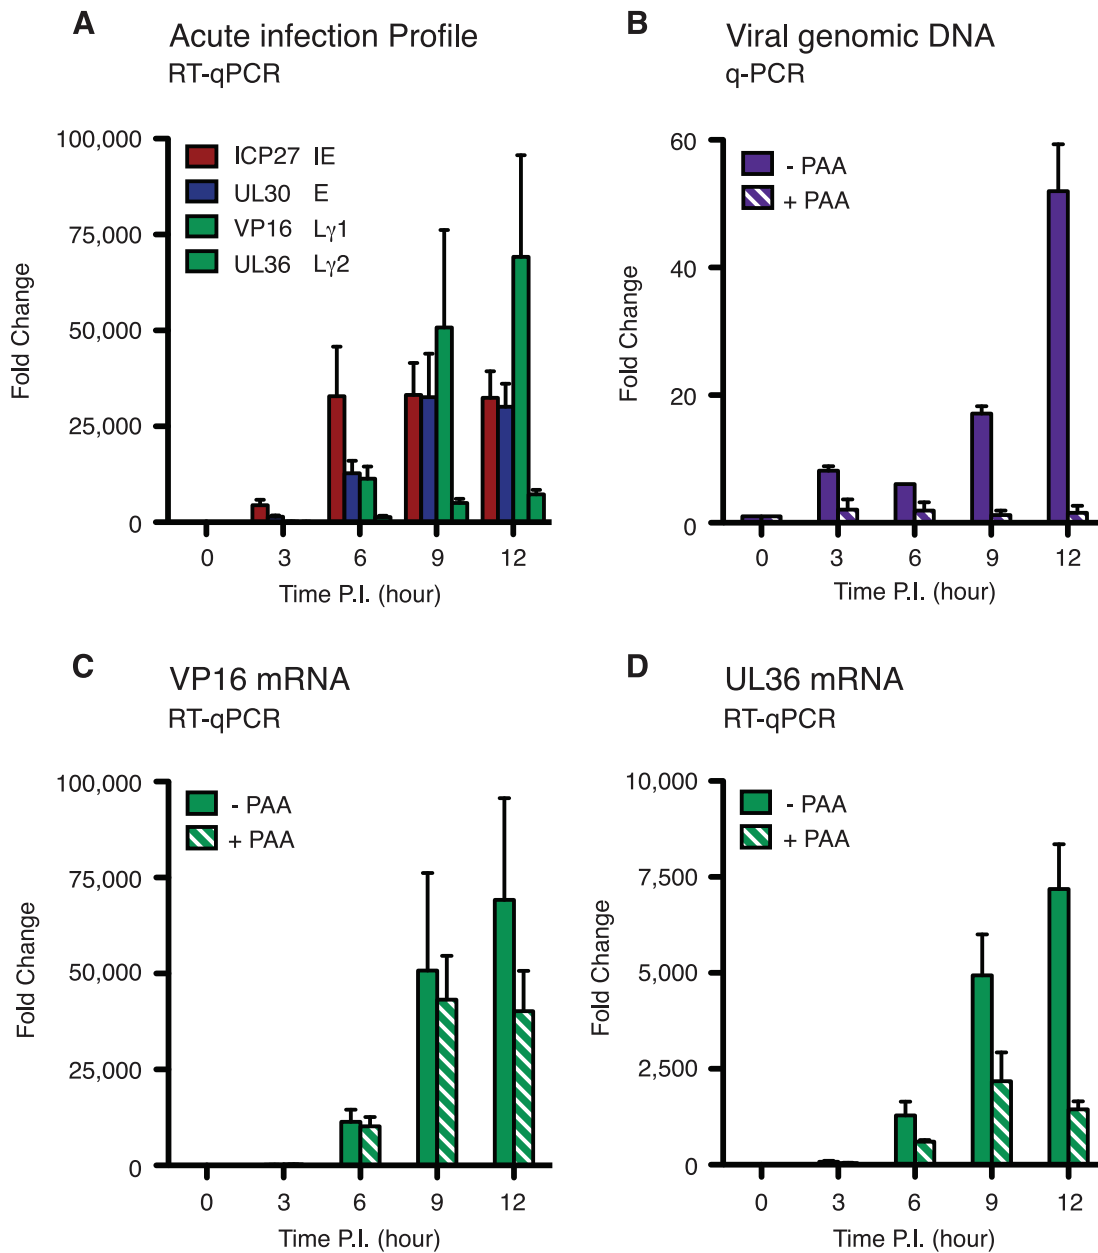 A Acute infection Profile
RT-qPCR
100,000
75,000
50,000
25,000
0
Fold Change
ICP27 IE
UL30 E
VP16 Lγ1
UL36 Lγ2
0 3 6 9 12
Time P.I. (hour)
B Viral genomic DNA
q-PCR
60
40
20
0
Fold Change
- PAA
+ PAA
0 3 6 9 12
Time P.I. (hour)
C VP16 mRNA
RT-qPCR
100,000
75,000
50,000
25,000
0
Fold Change
- PAA
+ PAA
0 3 6 9 12
Time P.I. (hour)
D UL36 mRNA
RT-qPCR
10,000
7,500
5,000
2,500
0
Fold Change
- PAA
+ PAA
0 3 6 9 12
Time P.I. (hour)